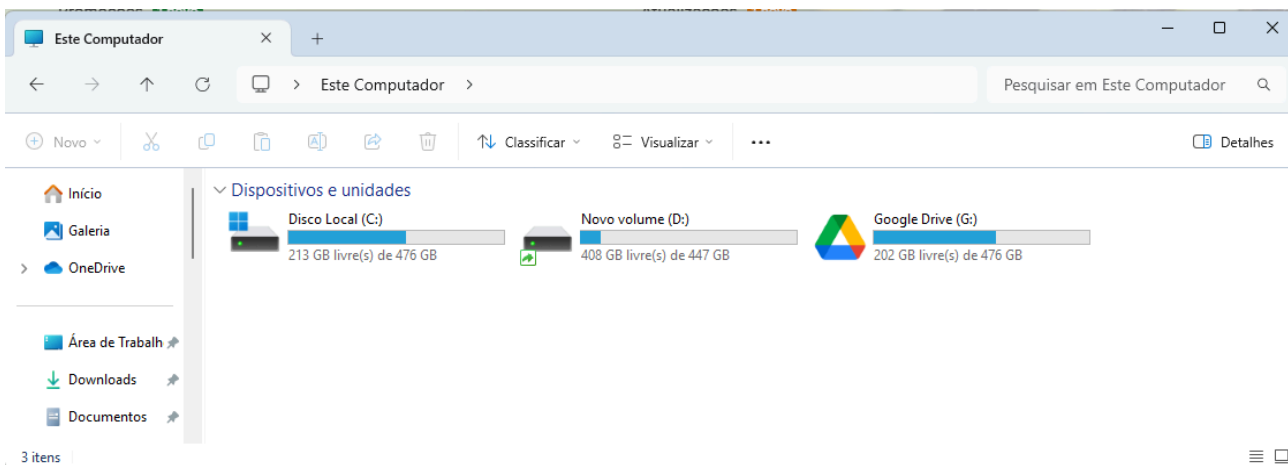 Este Computador
Este Computador
Pesquisar em Este Computador
Novo
Classificar
Visualizar
Detalhes
Início
Galeria
OneDrive
Área de Trabalh
Downloads
Documentos
Dispositivos e unidades
Disco Local (C:)
213 GB livre(s) de 476 GB
Novo volume (D:)
408 GB livre(s) de 447 GB
Google Drive (G:)
202 GB livre(s) de 476 GB
3 itens